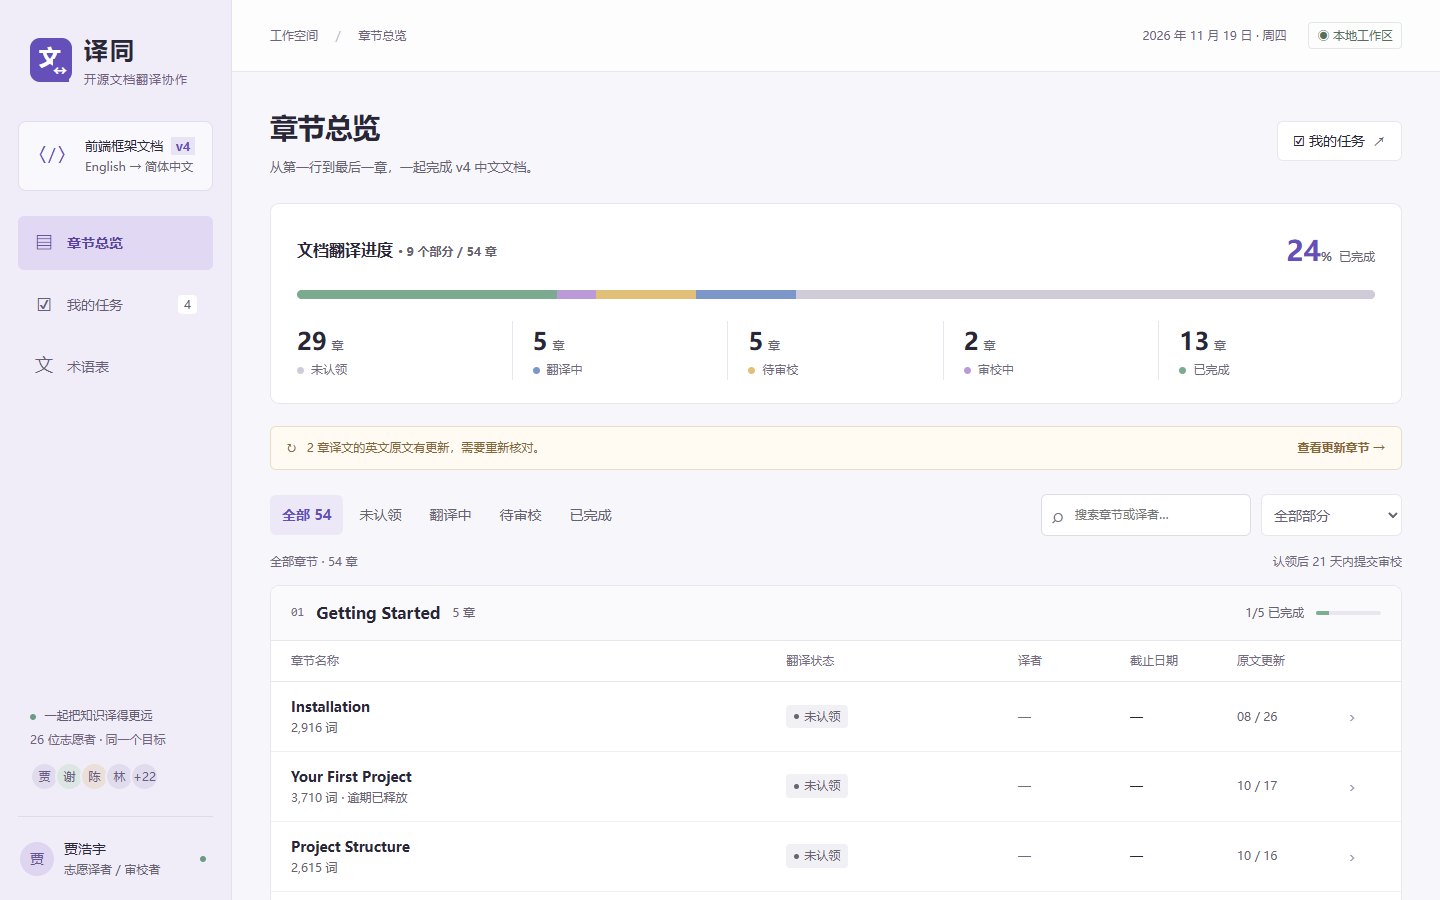 文
译同
开源文档翻译协作
前端框架文档 v4
English → 简体中文
章节总览
我的任务 4
文 术语表
一起把知识译得更远
26 位志愿者 · 同一个目标
贾 谢 陈 林 +22
贾 贾浩宇
志愿译者 / 审校者
工作空间 / 章节总览
2026 年 11 月 19 日 · 周四
本地工作区
章节总览
从第一行到最后一章，一起完成 v4 中文文档。
我的任务 ↗
文档翻译进度 · 9 个部分 / 54 章
24% 已完成
29 章
未认领
5 章
翻译中
5 章
待审校
2 章
审校中
13 章
已完成
↻ 2 章译文的英文原文有更新，需要重新核对。
查看更新章节 →
全部 54 未认领 翻译中 待审校 已完成
搜索章节或译者...
全部部分
全部章节 · 54 章
认领后 21 天内提交审校
01 Getting Started 5 章
1/5 已完成
章节名称 翻译状态 译者 截止日期 原文更新
Installation
2,916 词
未认领 — — 08 / 26 ›
Your First Project
3,710 词 · 逾期已释放
未认领 — — 10 / 17 ›
Project Structure
2,615 词
未认领 — — 10 / 16 ›